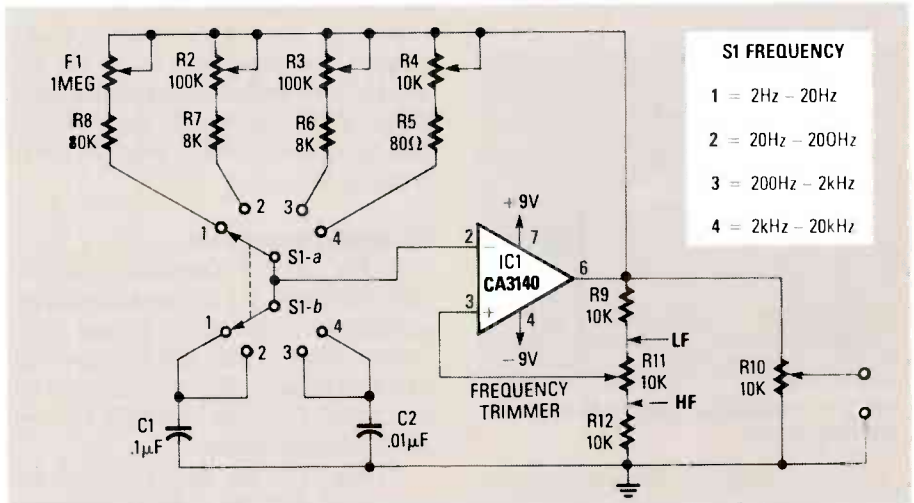 F1
1MEG
R2
100K
R3
100K
R4
10K
R8
80K
R7
8K
R6
8K
R5
80Ω
S1 FREQUENCY
1 = 2Hz – 20Hz
2 = 20Hz – 200Hz
3 = 200Hz – 2kHz
4 = 2kHz – 20kHz
1
2
3
4
S1-a
S1-b
1
2
3
4
+9V
2
–
7
IC1
CA3140
6
3
+
4
–9V
R9
10K
LF
R11
10K
FREQUENCY
TRIMMER
HF
R12
10K
R10
10K
C1
.1µF
C2
.01µF